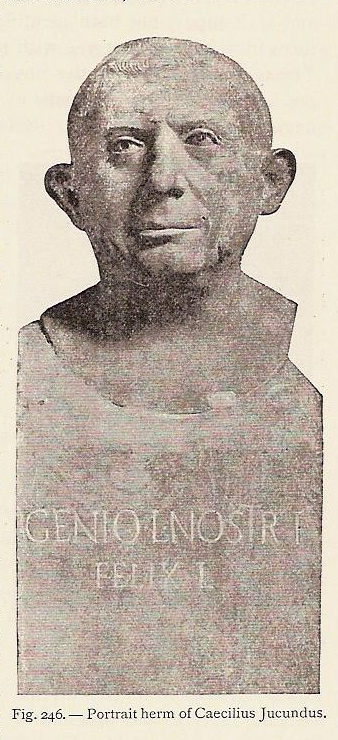 GENIO L NOSTRI
FELIX L
Fig. 246. — Portrait herm of Caecilius Jucundus.